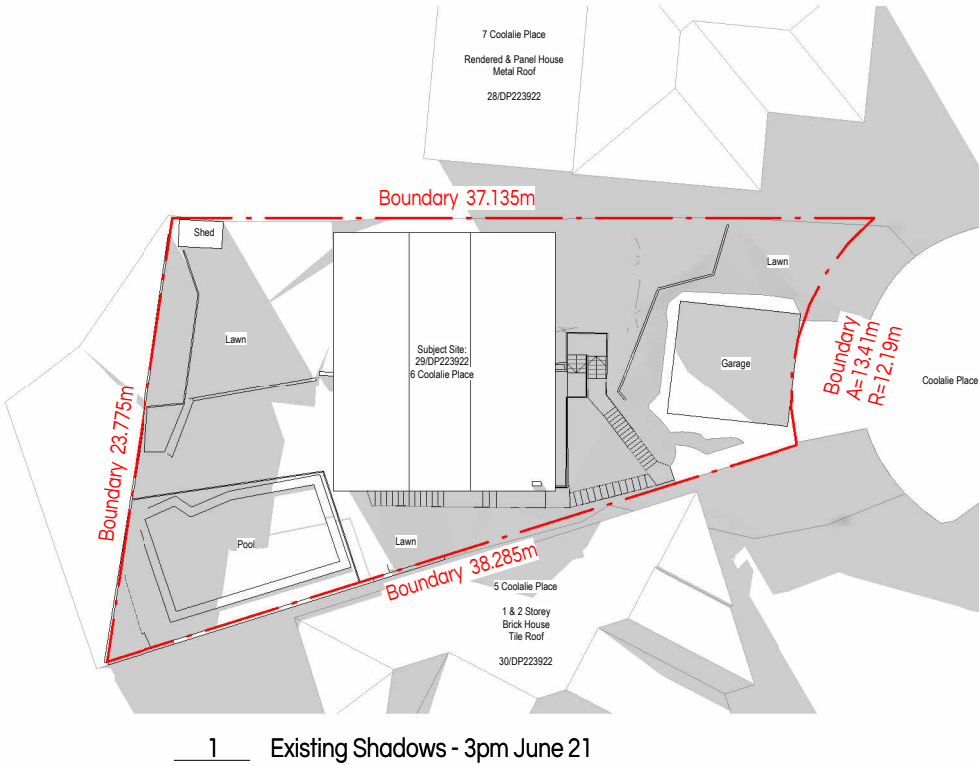 7 Coolalie Place
Rendered & Panel House
Metal Roof
28/DP223922
Boundary 37.135m
Shed
Lawn
Lawn
Subject Site:
29/DP223922
6 Coolalie Place
Garage
Boundary
A=13.41m
R=12.19m
Coolalie Place
Boundary 23.775m
Pool
Lawn
Boundary 38.285m
5 Coolalie Place
1 & 2 Storey
Brick House
Tile Roof
30/DP223922
1 Existing Shadows - 3pm June 21